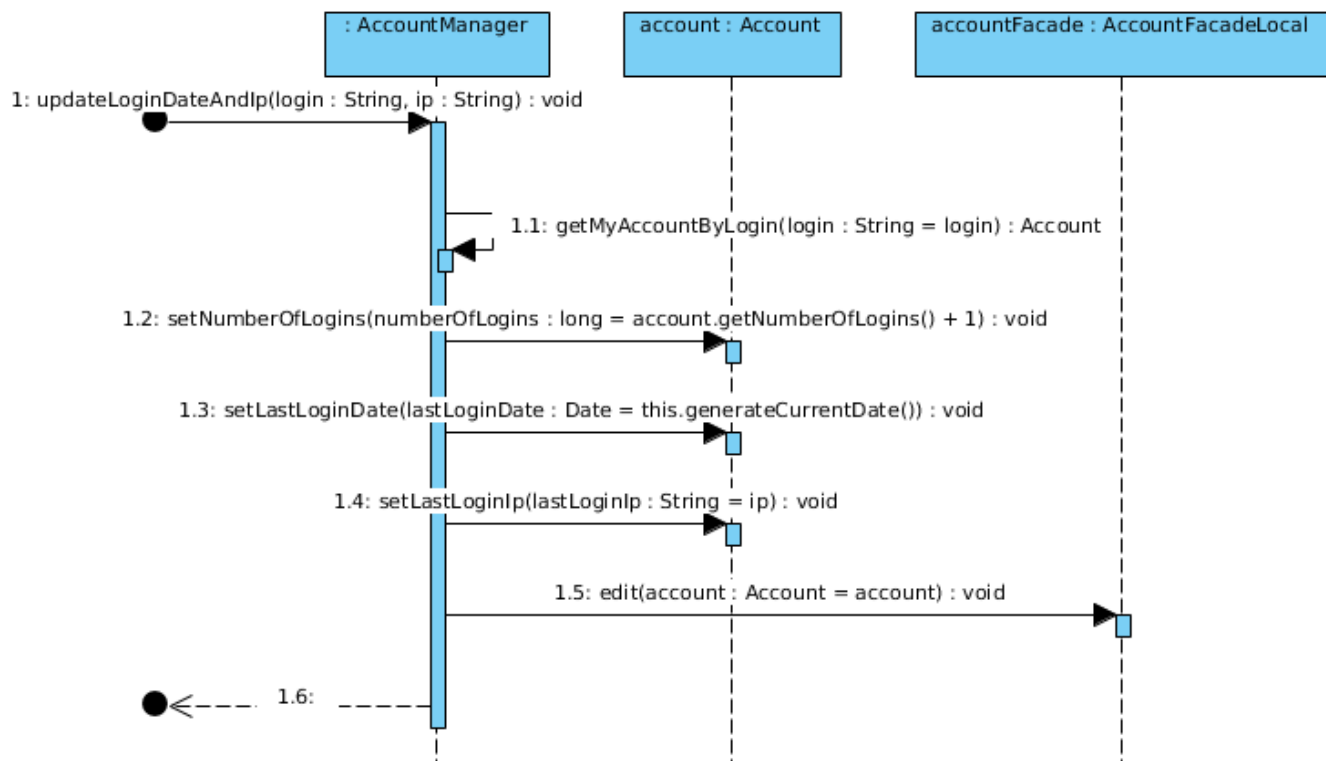 : AccountManager
account : Account
accountFacade : AccountFacadeLocal
1: updateLoginDateAndIp(login : String, ip : String) : void
1.1: getMyAccountByLogin(login : String = login) : Account
1.2: setNumberOfLogins(numberOfLogins : long = account.getNumberOfLogins() + 1) : void
1.3: setLastLoginDate(lastLoginDate : Date = this.generateCurrentDate()) : void
1.4: setLastLoginIp(lastLoginIp : String = ip) : void
1.5: edit(account : Account = account) : void
1.6: